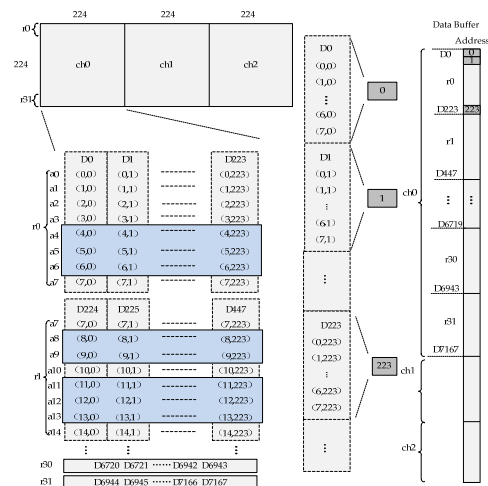 224 224 224
r0
224
r31
ch0 ch1 ch2
D0 D1 D223
a0 (0,0) (0,1) (0,223)
a1 (1,0) (1,1) (1,223)
a2 (2,0) (2,1) (2,223)
a3 (3,0) (3,1) (3,223)
r0
a4 (4,0) (4,1) (4,223)
a5 (5,0) (5,1) (5,223)
a6 (6,0) (6,1) (6,223)
a7 (7,0) (7,1) (7,223)
D224 D225 D447
a7 (7,0) (7,1) (7,223)
a8 (8,0) (8,1) (8,223)
a9 (9,0) (9,1) (9,223)
a10 (10,0) (10,1) (10,223)
r1
a11 (11,0) (11,1) (11,223)
a12 (12,0) (12,1) (12,223)
a13 (13,0) (13,1) (13,223)
a14 (14,0) (14,1) (14,223)
r30 D6720 D6721 ······ D6942 D6943
r31 D6944 D6945 ······ D7166 D7167
D0
(0,0)
(1,0)
⋮
(6,0)
(7,0)
0
D1
(0,1)
(1,1)
⋮
(6,1)
(7,1)
1
⋮
D223
(0,223)
(1,223)
⋮
(6,223)
(7,223)
223
⋮
Data Buffer
Address
D0 0
1
r0
D223 223
r1
D447
ch0
⋮ ⋮
D6719
r30
D6943
r31
D7167
ch1
ch2